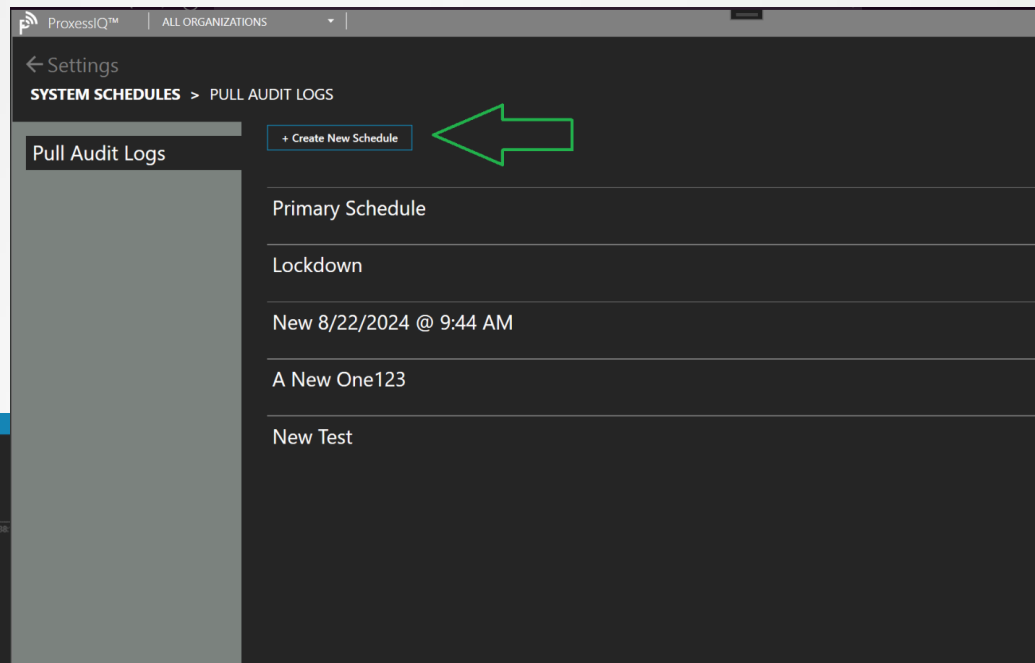 ProxessIQ™ ALL ORGANIZATIONS
Settings
SYSTEM SCHEDULES > PULL AUDIT LOGS
Pull Audit Logs
+ Create New Schedule
Primary Schedule
Lockdown
New 8/22/2024 @ 9:44 AM
A New One123
New Test